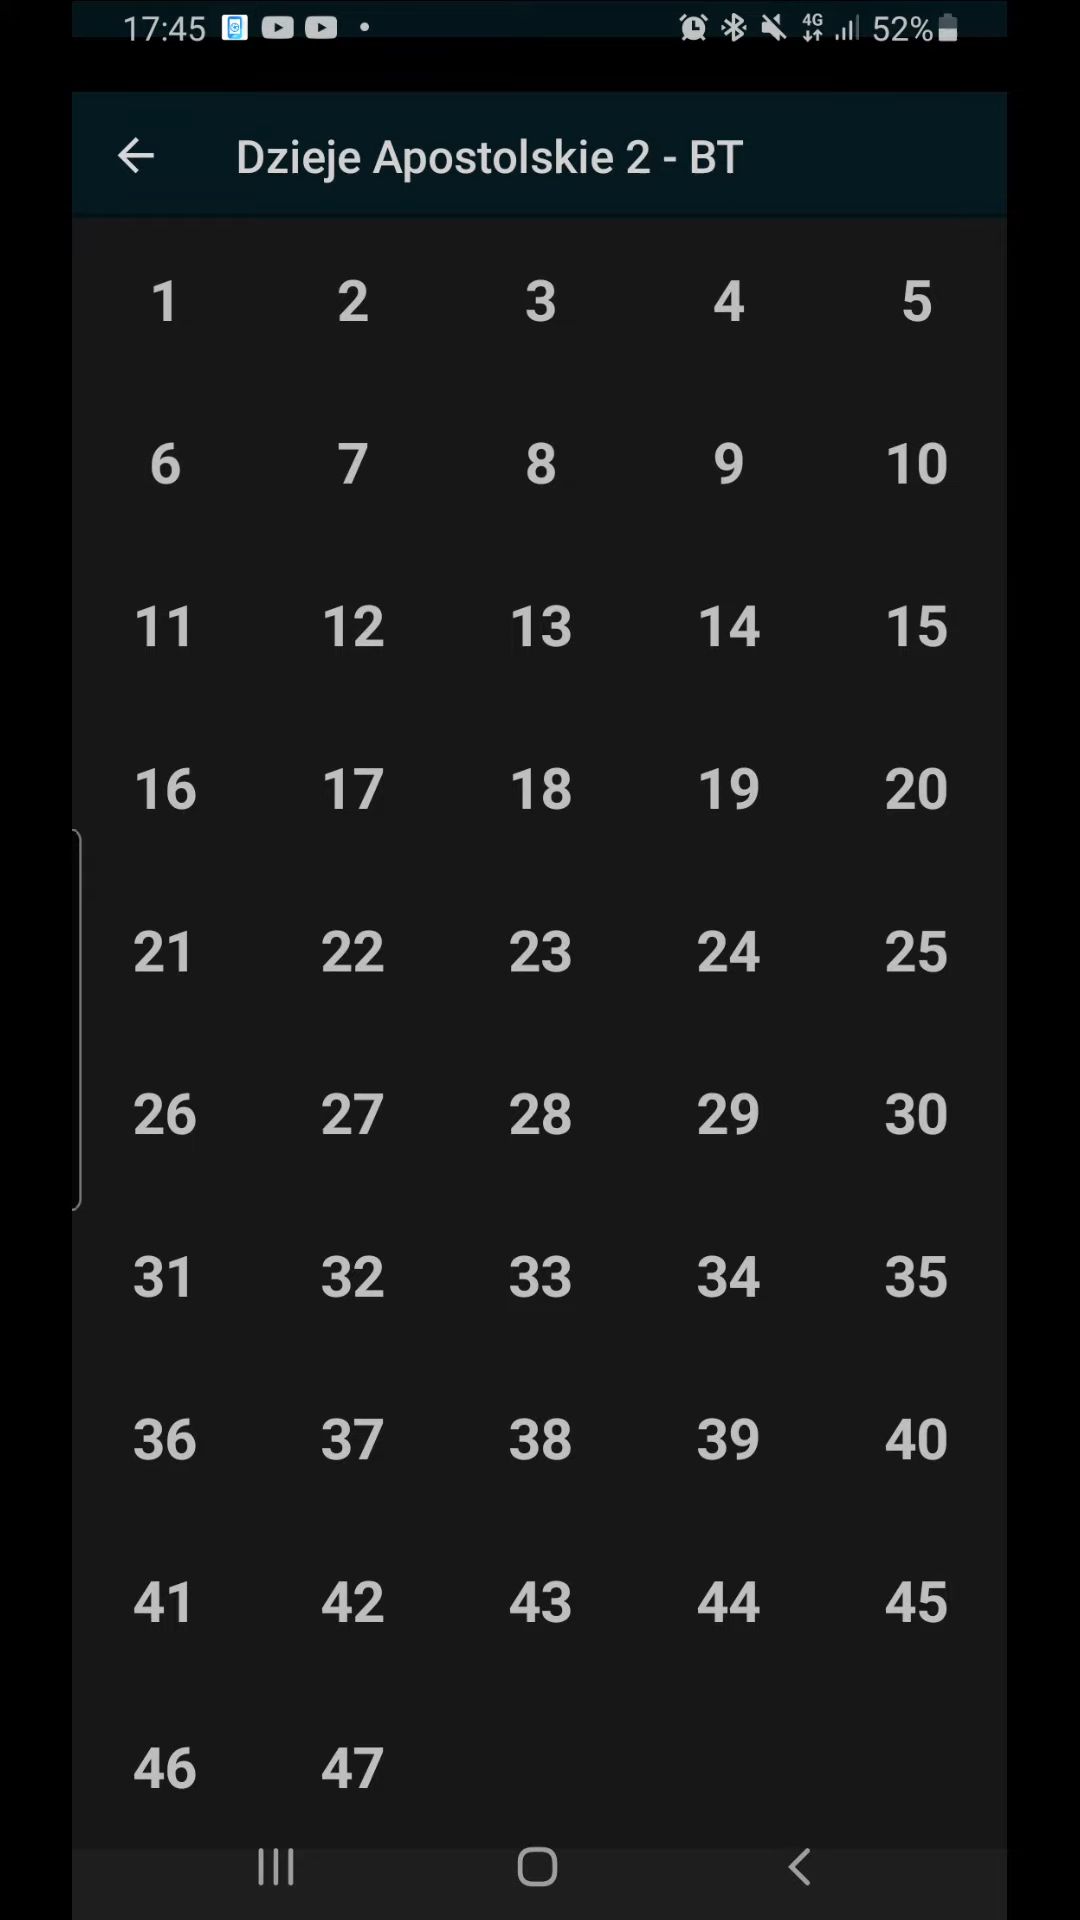 17:45 4G 52%
Dzieje Apostolskie 2 - BT
1 2 3 4 5
6 7 8 9 10
11 12 13 14 15
16 17 18 19 20
21 22 23 24 25
26 27 28 29 30
31 32 33 34 35
36 37 38 39 40
41 42 43 44 45
46 47